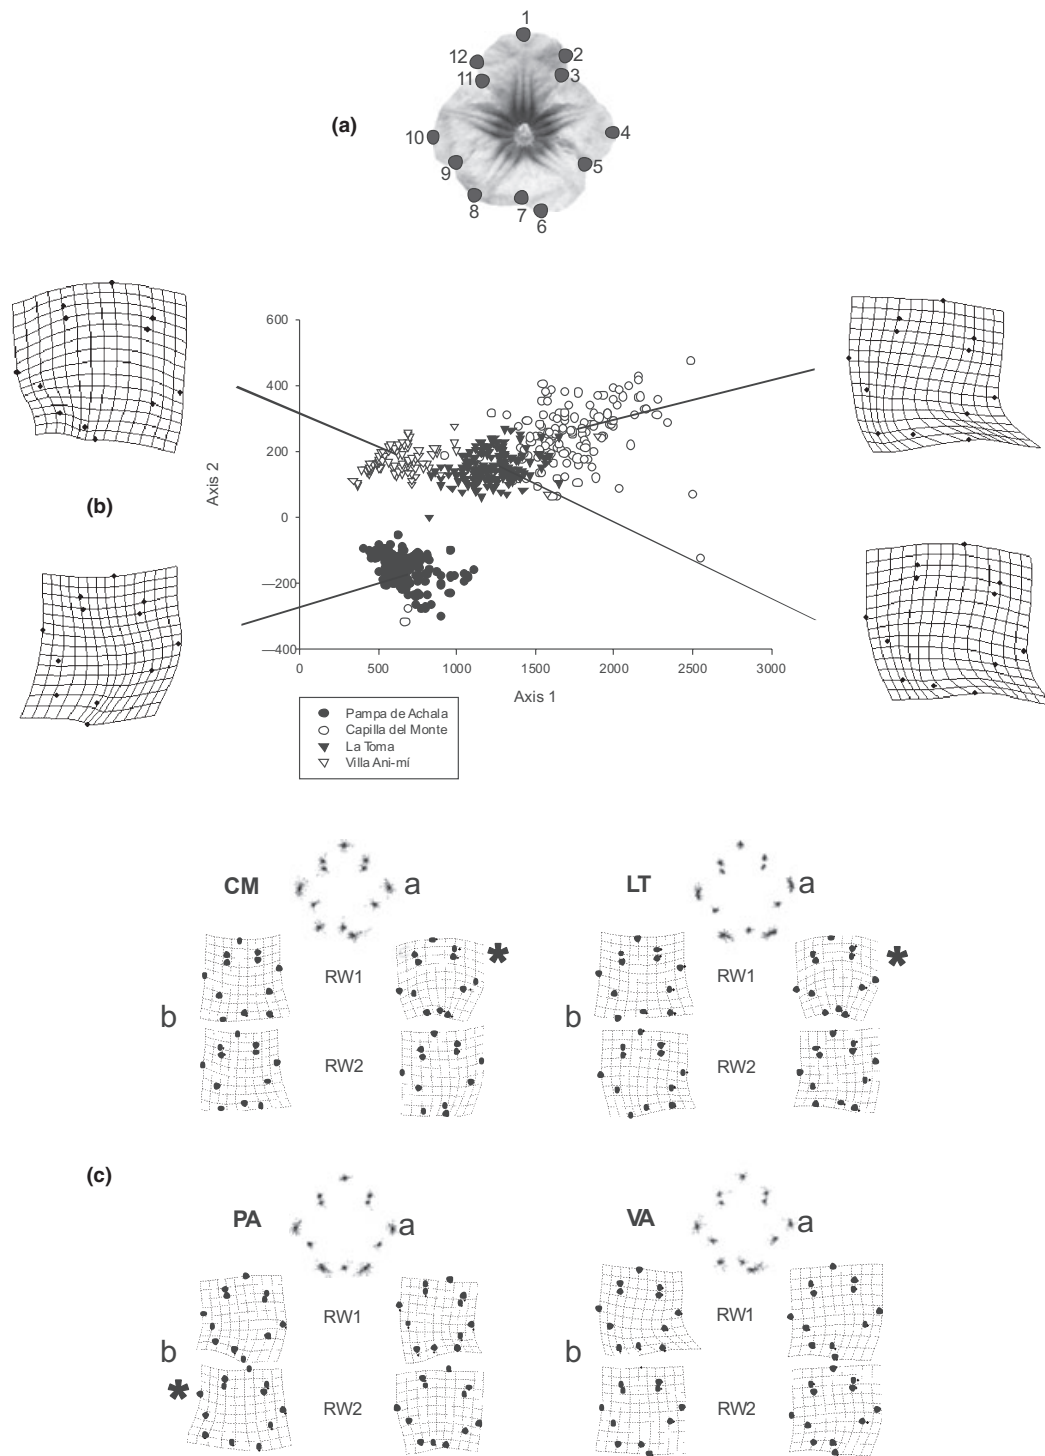 1
12
2
11
3
(a)
10
4
9
5
8
7
6
600
400
200
0
–200
–400
Axis 2
(b)
0
500
1000
1500
2000
2500
3000
Axis 1
Pampa de Achala
Capilla del Monte
La Toma
Villa Ani-mí
CM
a
LT
a
RW1
*
RW1
*
b
b
RW2
RW2
(c)
PA
a
VA
a
RW1
RW1
b
b
*
RW2
RW2